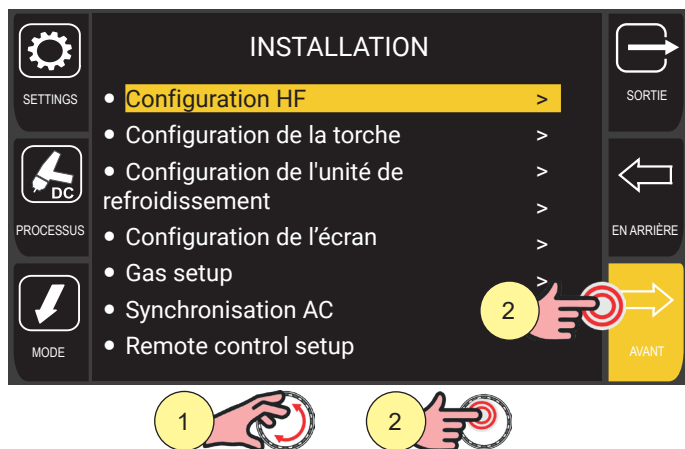 INSTALLATION
SETTINGS
PROCESSUS
DC
MODE
• Configuration HF >
• Configuration de la torche >
• Configuration de l'unité de >
refroidissement >
• Configuration de l’écran >
• Gas setup >
• Synchronisation AC
• Remote control setup
SORTIE
EN ARRIÈRE
2
AVANT
1
2